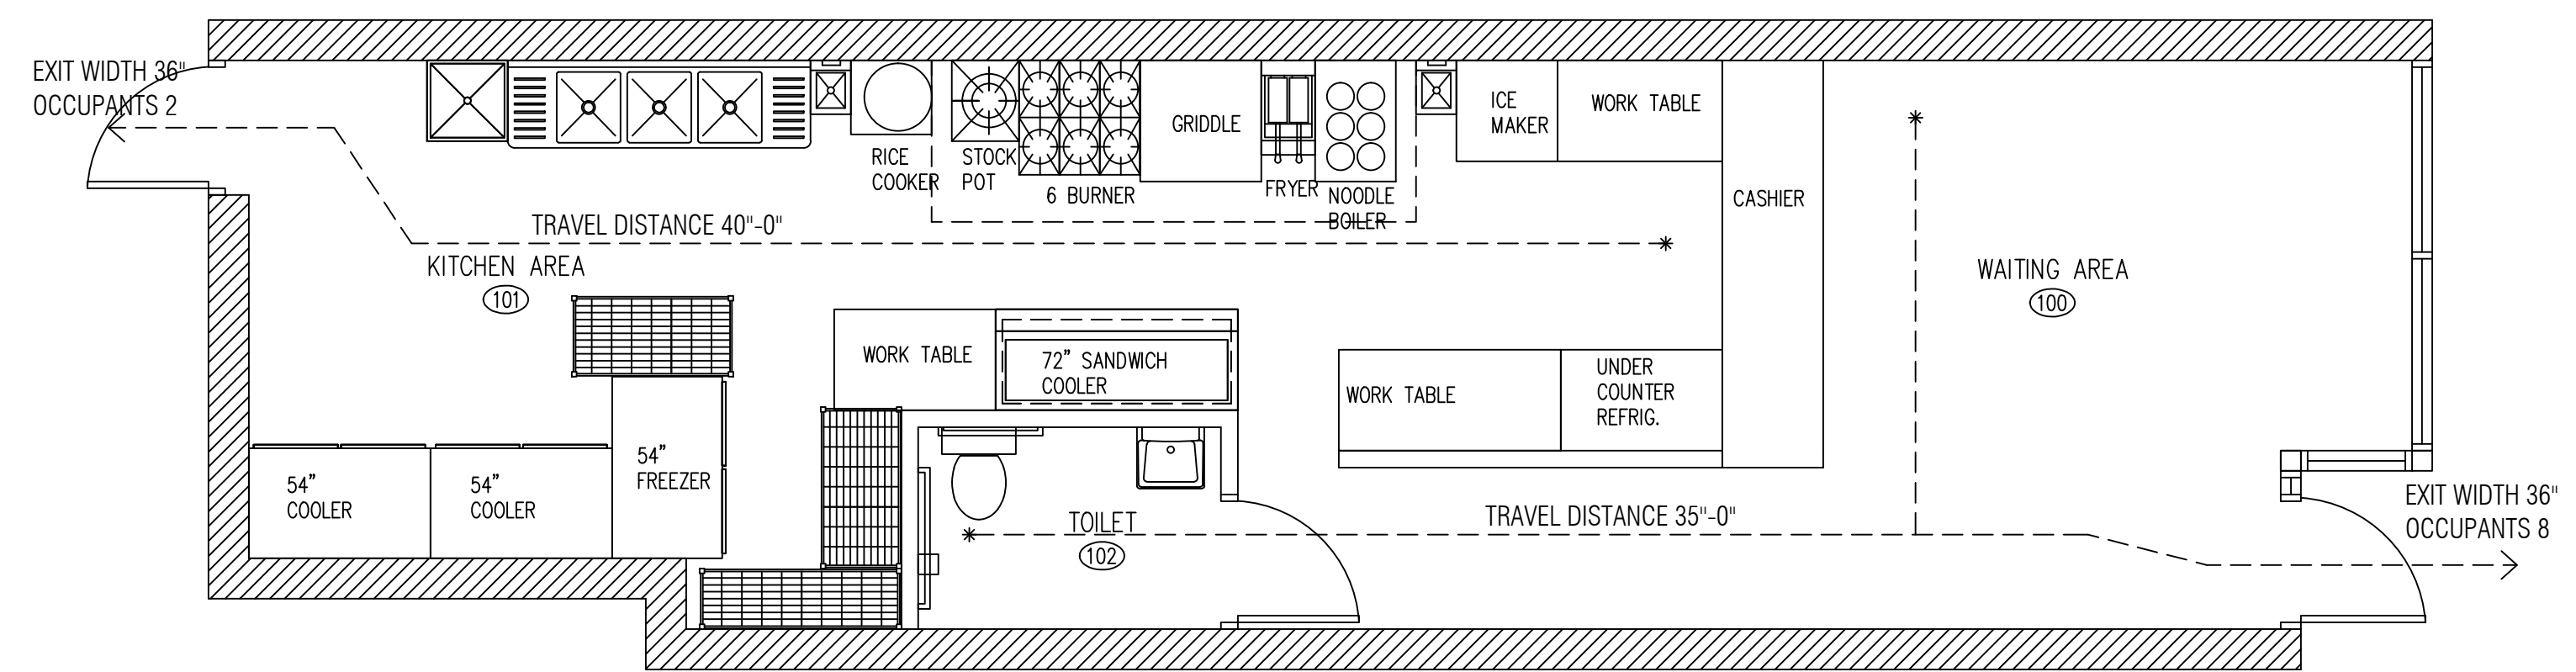 EXIT WIDTH 36"
OCCUPANTS 2
RICE
COOKER
STOCK
POT
6 BURNER
GRIDDLE
FRYER
NOODLE
BOILER
ICE
MAKER
WORK TABLE
CASHIER
TRAVEL DISTANCE 40"-0"
KITCHEN AREA
101
WAITING AREA
100
WORK TABLE
72” SANDWICH
COOLER
WORK TABLE
UNDER
COUNTER
REFRIG.
54”
COOLER
54”
COOLER
54”
FREEZER
TOILET
102
TRAVEL DISTANCE 35"-0"
EXIT WIDTH 36"
OCCUPANTS 8